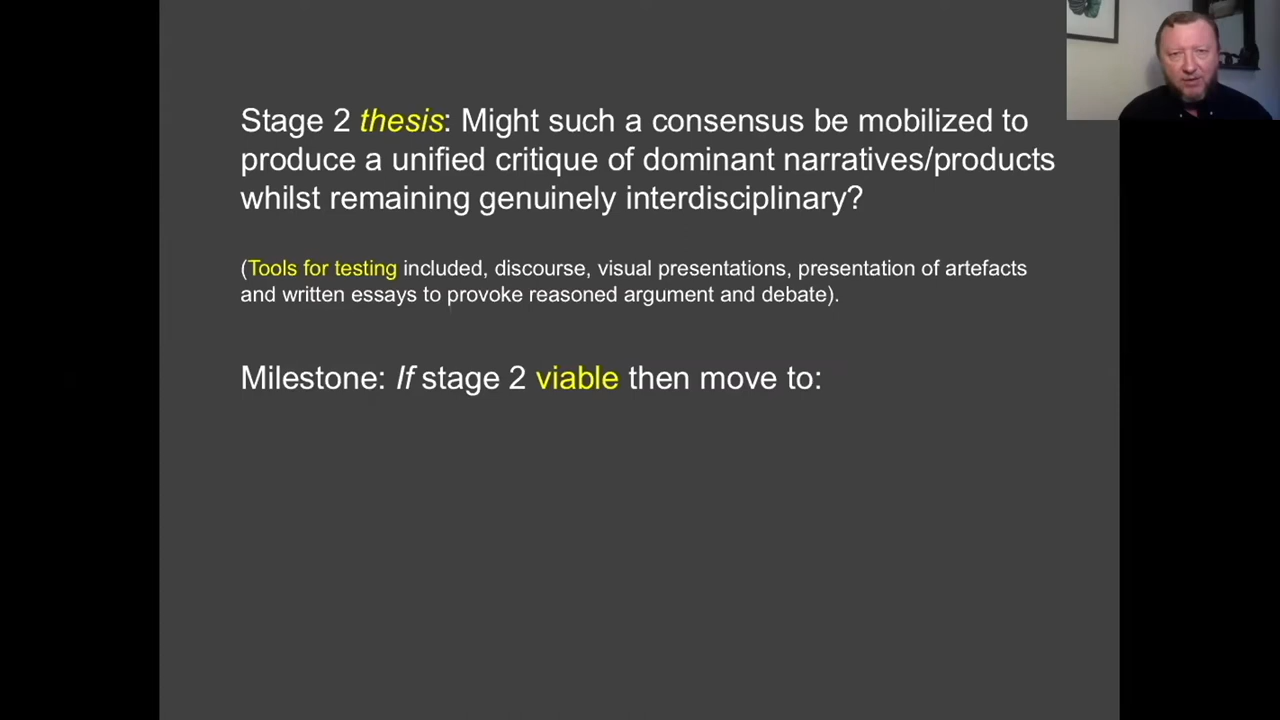 Stage 2 thesis: Might such a consensus be mobilized to
produce a unified critique of dominant narratives/products
whilst remaining genuinely interdisciplinary?
(Tools for testing included, discourse, visual presentations, presentation of artefacts
and written essays to provoke reasoned argument and debate).
Milestone: If stage 2 viable then move to: